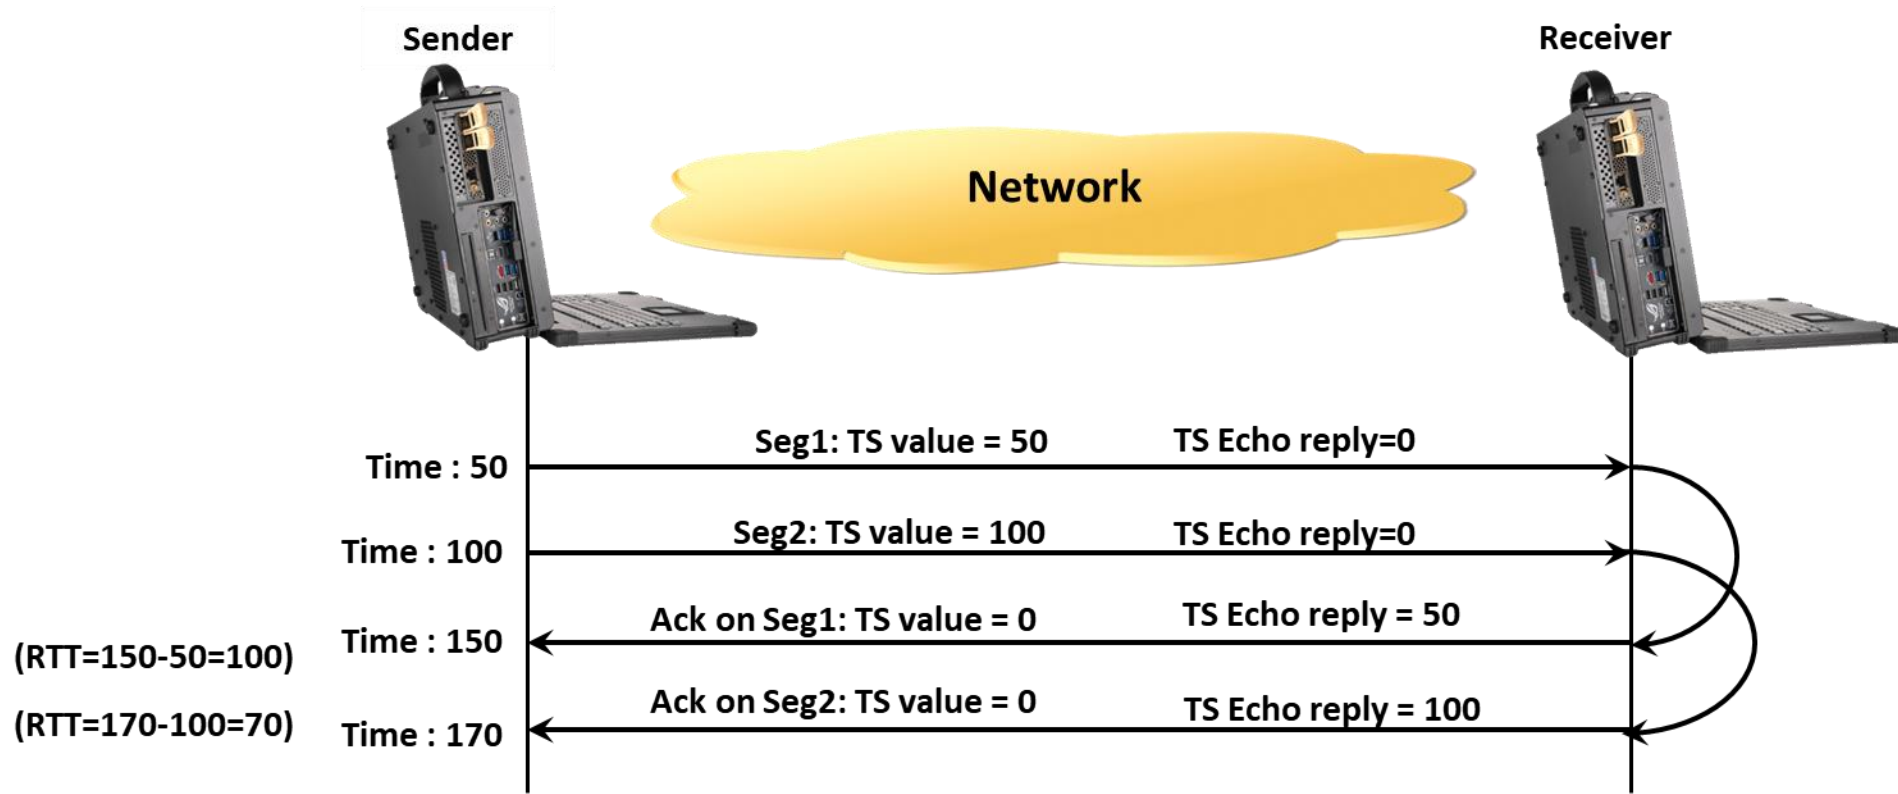 Sender
Receiver
Network
Seg1: TS value = 50 TS Echo reply=0
Time : 50
Seg2: TS value = 100 TS Echo reply=0
Time : 100
Ack on Seg1: TS value = 0 TS Echo reply = 50
Time : 150
(RTT=150-50=100)
Ack on Seg2: TS value = 0 TS Echo reply = 100
(RTT=170-100=70)
Time : 170